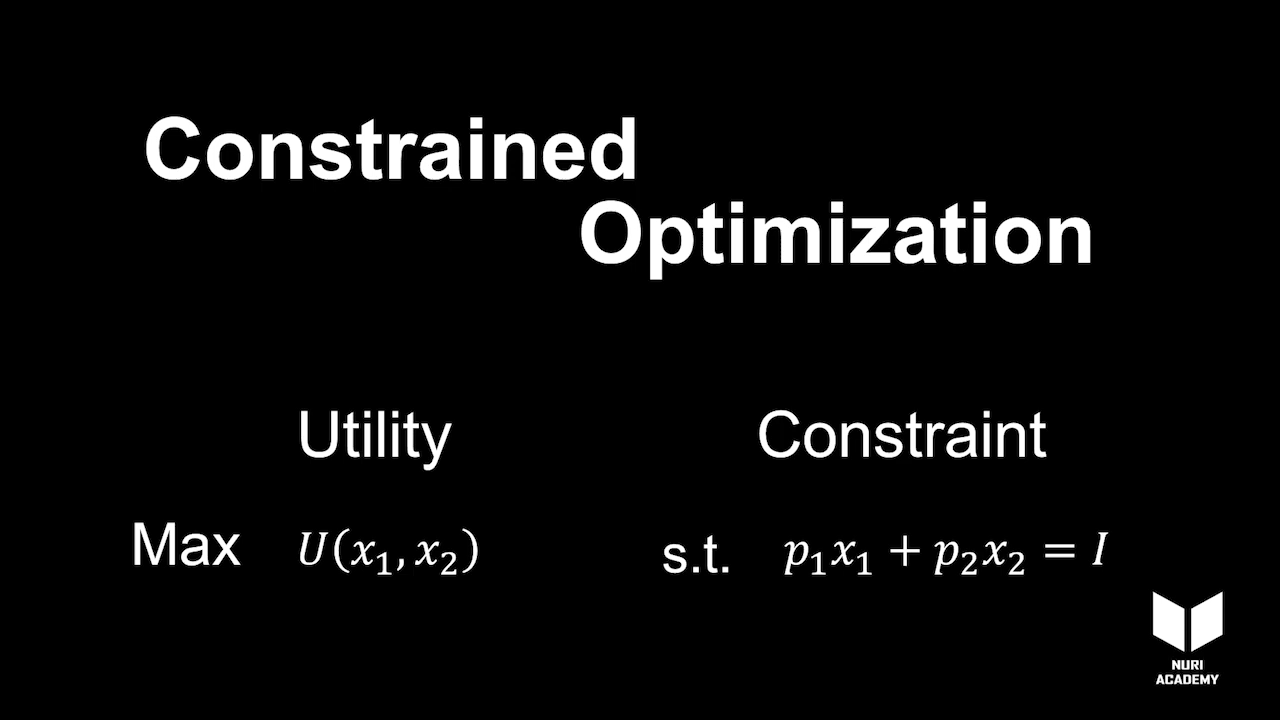 Constrained
Optimization
Utility Constraint
Max U(x₁, x₂) s.t. p₁x₁ + p₂x₂ = I
NURI
ACADEMY